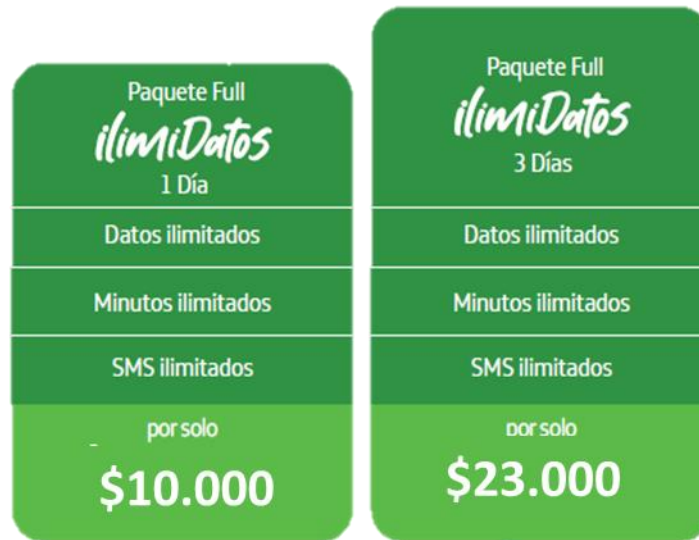 Paquete Full
ilimiDatos
1 Día
Datos ilimitados
Minutos ilimitados
SMS ilimitados
por solo
$10.000
Paquete Full
ilimiDatos
3 Días
Datos ilimitados
Minutos ilimitados
SMS ilimitados
por solo
$23.000